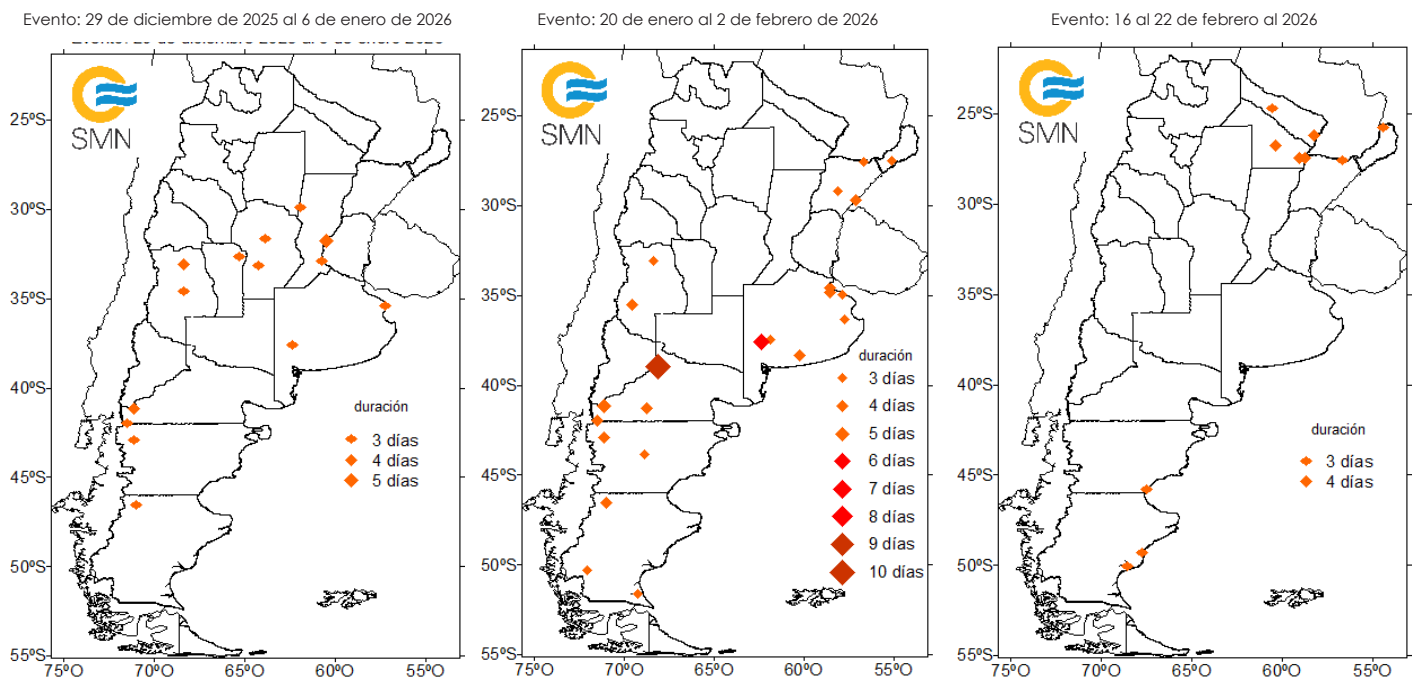 Evento: 29 de diciembre de 2025 al 6 de enero de 2026
SMN
25ºS
30ºS
35ºS
40ºS
45ºS
50ºS
55ºS
75ºO 70ºO 65ºO 60ºO 55ºO
duración
3 días
4 días
5 días
Evento: 20 de enero al 2 de febrero de 2026
SMN
25ºS
30ºS
35ºS
40ºS
45ºS
50ºS
55ºS
75ºO 70ºO 65ºO 60ºO 55ºO
duración
3 días
4 días
5 días
6 días
7 días
8 días
9 días
10 días
Evento: 16 al 22 de febrero al 2026
SMN
25ºS
30ºS
35ºS
40ºS
45ºS
50ºS
55ºS
75ºO 70ºO 65ºO 60ºO 55ºO
duración
3 días
4 días